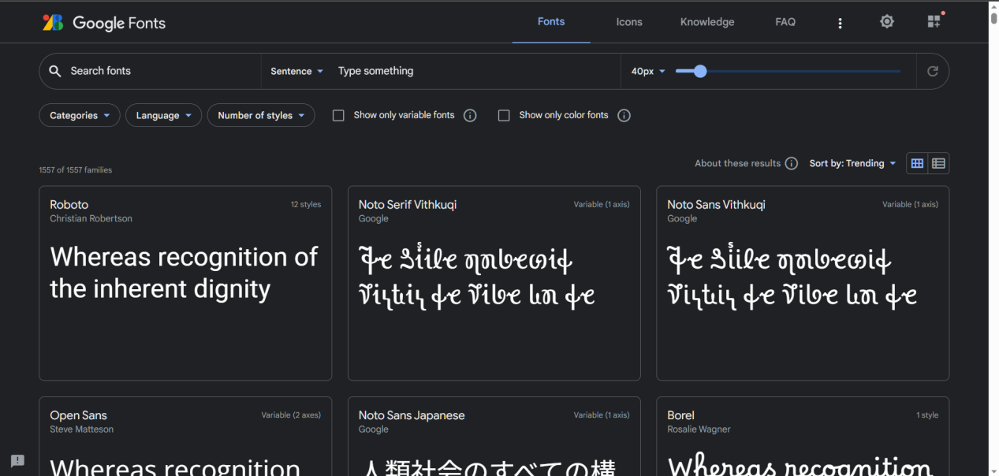 Google Fonts
Fonts
Icons
Knowledge
FAQ
Search fonts
Sentence
Type something
40px
Categories
Language
Number of styles
Show only variable fonts
Show only color fonts
1557 of 1557 families
About these results
Sort by: Trending
Roboto
12 styles
Christian Robertson
Whereas recognition of
the inherent dignity
Noto Serif Vithkuqi
Variable (1 axis)
Google
Noto Sans Vithkuqi
Variable (1 axis)
Google
Open Sans
Variable (2 axes)
Steve Matteson
Whereas recognition
Noto Sans Japanese
Variable (1 axis)
Google
人類社会のすべての構
Borel
1 style
Rosalie Wagner
Whereas recognition